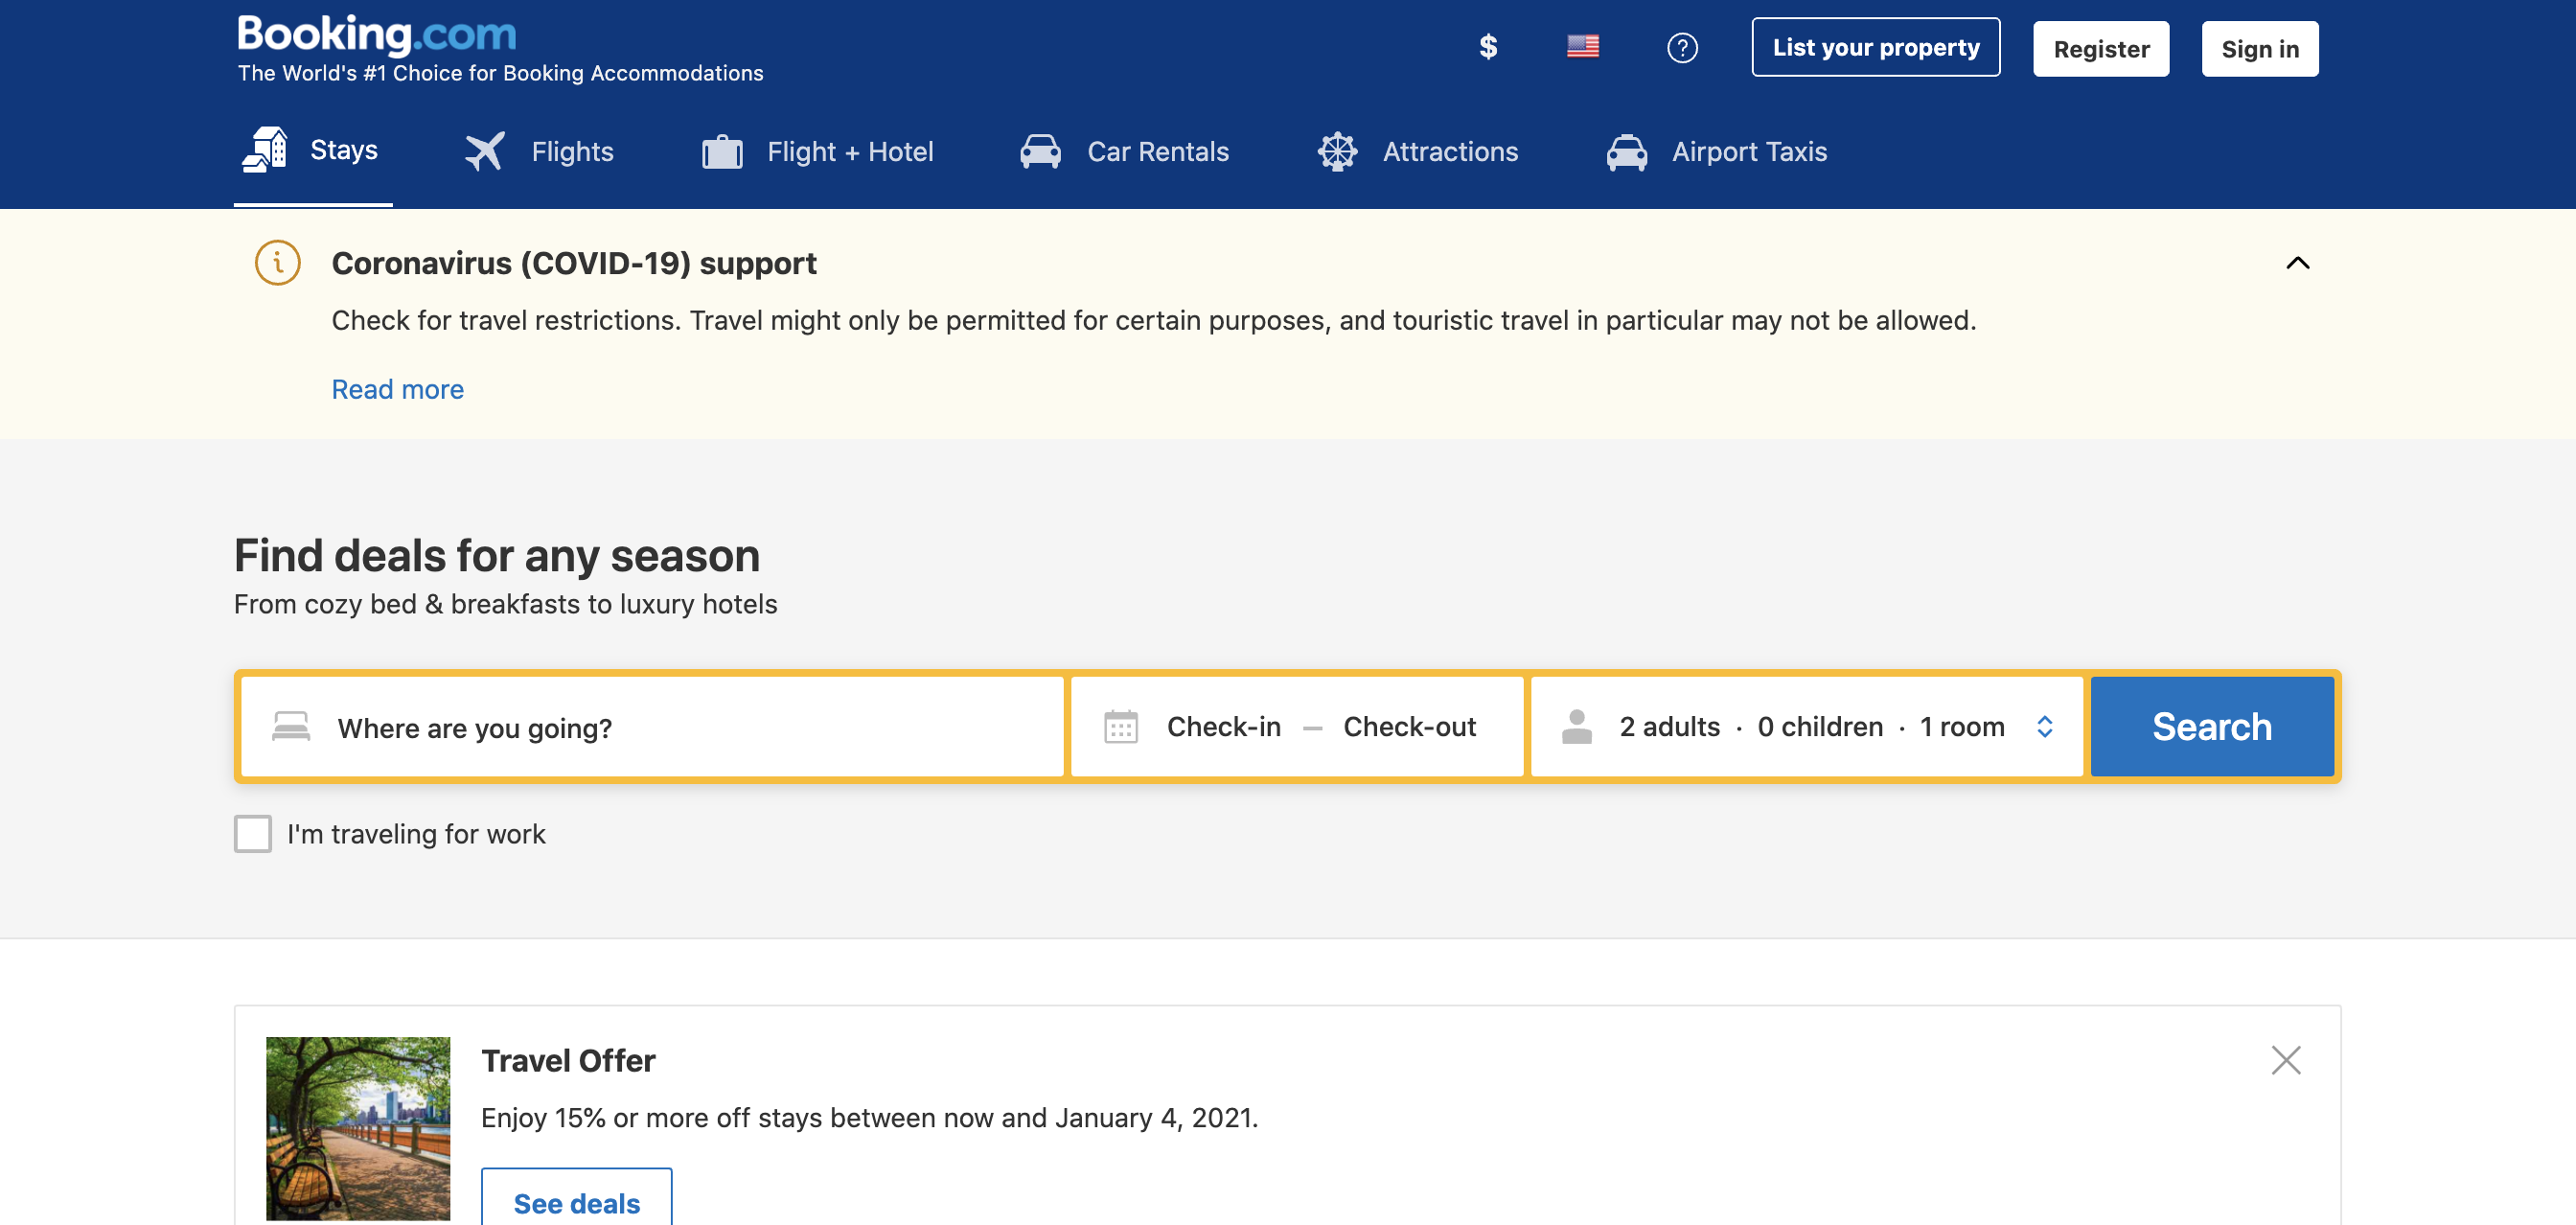 Booking.com
The World's #1 Choice for Booking Accommodations
$
List your property
Register
Sign in
Stays
Flights
Flight + Hotel
Car Rentals
Attractions
Airport Taxis
Coronavirus (COVID-19) support
Check for travel restrictions. Travel might only be permitted for certain purposes, and touristic travel in particular may not be allowed.
Read more
Find deals for any season
From cozy bed & breakfasts to luxury hotels
Where are you going?
Check-in — Check-out
2 adults · 0 children · 1 room
Search
I'm traveling for work
Travel Offer
Enjoy 15% or more off stays between now and January 4, 2021.
See deals